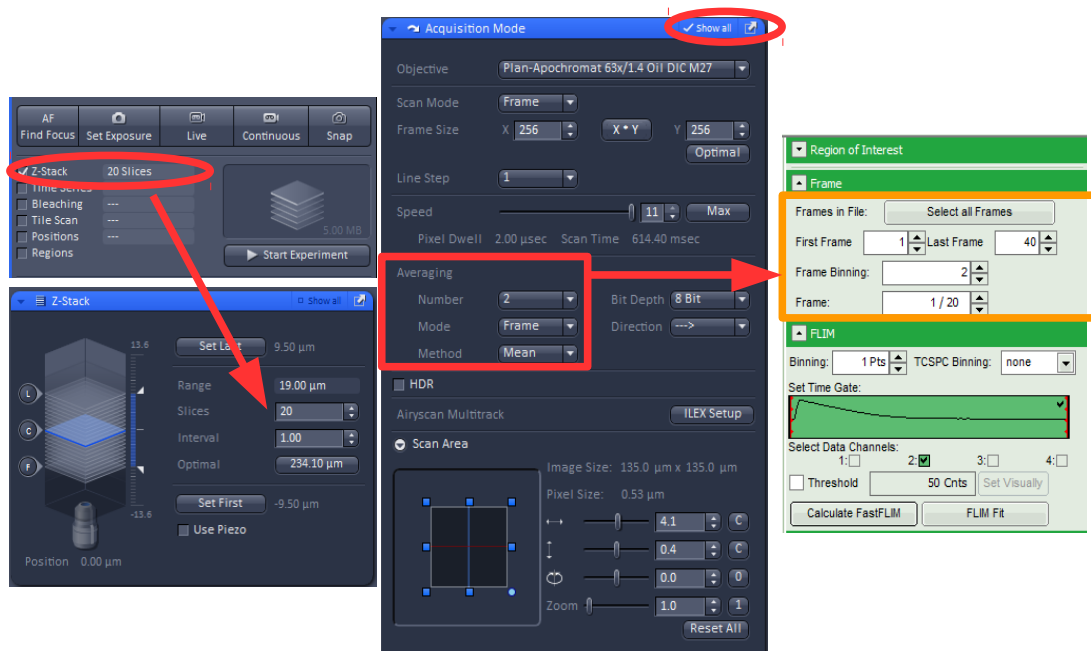 AF
Find Focus
Set Exposure
Live
Continuous
Snap
Z-Stack 20 Slices
Time Series
Bleaching ---
Tile Scan ---
Positions ---
Regions
5.00 MB
Start Experiment
Z-Stack Show all
13.6
Set Last 9.50 µm
Range 19.00 µm
L
Slices 20
C
Interval 1.00
F
Optimal 234.10 µm
Set First -9.50 µm
-13.6
Use Piezo
Position 0.00 µm
Acquisition Mode Show all
Objective Plan-Apochromat 63x/1.4 Oil DIC M27
Scan Mode Frame
Frame Size X 256 X * Y Y 256
Optimal
Line Step 1
Speed 11 Max
Pixel Dwell 2.00 µsec Scan Time 614.40 msec
Averaging
Number 2 Bit Depth 8 Bit
Mode Frame Direction --->
Method Mean
HDR
Airyscan Multitrack ILEX Setup
Scan Area
Image Size: 135.0 µm x 135.0 µm
Pixel Size: 0.53 µm
4.1 C
0.4 C
0.0 0
Zoom 1.0 1
Reset All
Region of Interest
Frame
Frames in File: Select all Frames
First Frame 1 Last Frame 40
Frame Binning: 2
Frame: 1 / 20
FLIM
Binning: 1 Pts TCSPC Binning: none
Set Time Gate:
Select Data Channels:
1: 2: 3: 4:
Threshold 50 Cnts Set Visually
Calculate FastFLIM FLIM Fit